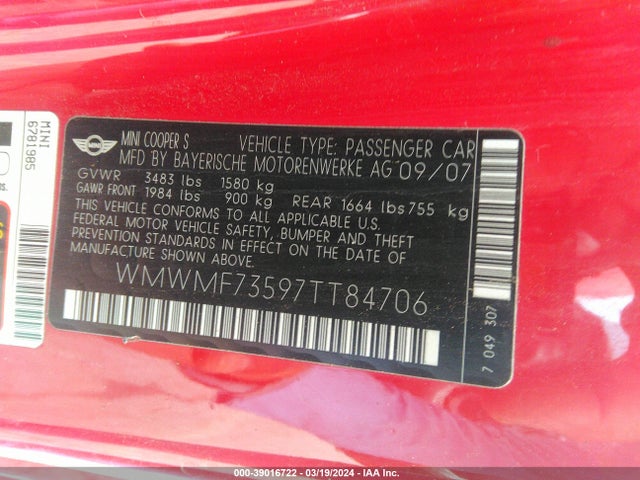 MINI
6781985
MINI
MINI COOPER S VEHICLE TYPE: PASSENGER CAR
MFD BY BAYERISCHE MOTORENWERKE AG 09/07
GVWR 3483 lbs 1580 kg
GAWR FRONT 1984 lbs 900 kg REAR 1664 lbs 755 kg
THIS VEHICLE CONFORMS TO ALL APPLICABLE U.S.
FEDERAL MOTOR VEHICLE SAFETY, BUMPER AND THEFT
PREVENTION STANDARDS IN EFFECT ON THE DATE OF
MANUFACTURE SHOWN ABOVE.
WMWMF73597TT84706
7 049 307
000-39016722 - 03/19/2024 - IAA Inc.